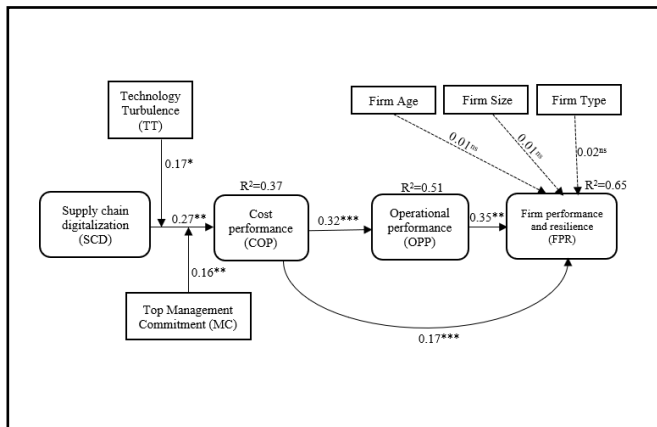 Technology
Turbulence
(TT)
Firm Age
Firm Size
Firm Type
0.01ns
0.01ns
0.02ns
0.17*
R²=0.37
R²=0.51
R²=0.65
Supply chain
digitalization
(SCD)
0.27**
Cost
performance
(COP)
0.32***
Operational
performance
(OPP)
0.35**
Firm performance
and resilience
(FPR)
0.16**
Top Management
Commitment (MC)
0.17***